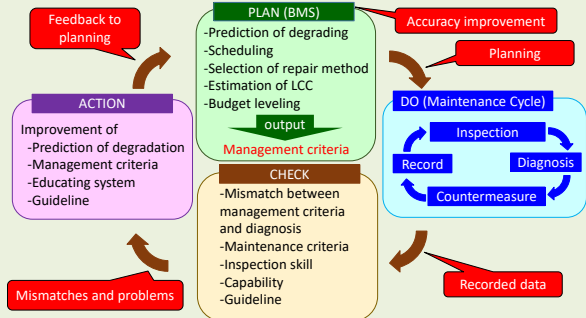 Feedback to
planning
PLAN (BMS)
-Prediction of degrading
-Scheduling
-Selection of repair method
-Estimation of LCC
-Budget leveling
output
Management criteria
Accuracy improvement
Planning
DO (Maintenance Cycle)
Inspection
Diagnosis
Countermeasure
Record
Recorded data
CHECK
-Mismatch between
management criteria
and diagnosis
-Maintenance criteria
-Inspection skill
-Capability
-Guideline
Mismatches and problems
ACTION
Improvement of
-Prediction of degradation
-Management criteria
-Educating system
-Guideline